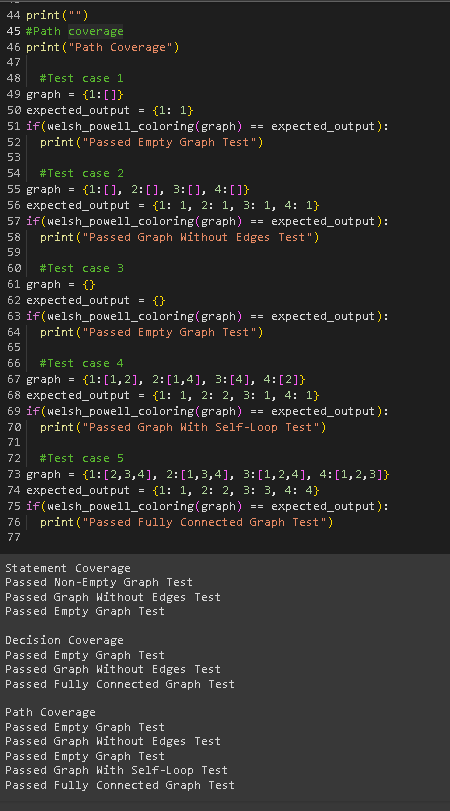 44 print("")
45 #Path coverage
46 print("Path Coverage")
47
48   #Test case 1
49 graph = {1:[]}
50 expected_output = {1: 1}
51 if(welsh_powell_coloring(graph) == expected_output):
52   print("Passed Empty Graph Test")
53
54   #Test case 2
55 graph = {1:[], 2:[], 3:[], 4:[]}
56 expected_output = {1: 1, 2: 1, 3: 1, 4: 1}
57 if(welsh_powell_coloring(graph) == expected_output):
58   print("Passed Graph Without Edges Test")
59
60   #Test case 3
61 graph = {}
62 expected_output = {}
63 if(welsh_powell_coloring(graph) == expected_output):
64   print("Passed Empty Graph Test")
65
66   #Test case 4
67 graph = {1:[1,2], 2:[1,4], 3:[4], 4:[2]}
68 expected_output = {1: 1, 2: 2, 3: 1, 4: 1}
69 if(welsh_powell_coloring(graph) == expected_output):
70   print("Passed Graph With Self-Loop Test")
71
72   #Test case 5
73 graph = {1:[2,3,4], 2:[1,3,4], 3:[1,2,4], 4:[1,2,3]}
74 expected_output = {1: 1, 2: 2, 3: 3, 4: 4}
75 if(welsh_powell_coloring(graph) == expected_output):
76   print("Passed Fully Connected Graph Test")
77
Statement Coverage
Passed Non-Empty Graph Test
Passed Graph Without Edges Test
Passed Empty Graph Test
Decision Coverage
Passed Empty Graph Test
Passed Graph Without Edges Test
Passed Fully Connected Graph Test
Path Coverage
Passed Empty Graph Test
Passed Graph Without Edges Test
Passed Empty Graph Test
Passed Graph With Self-Loop Test
Passed Fully Connected Graph Test